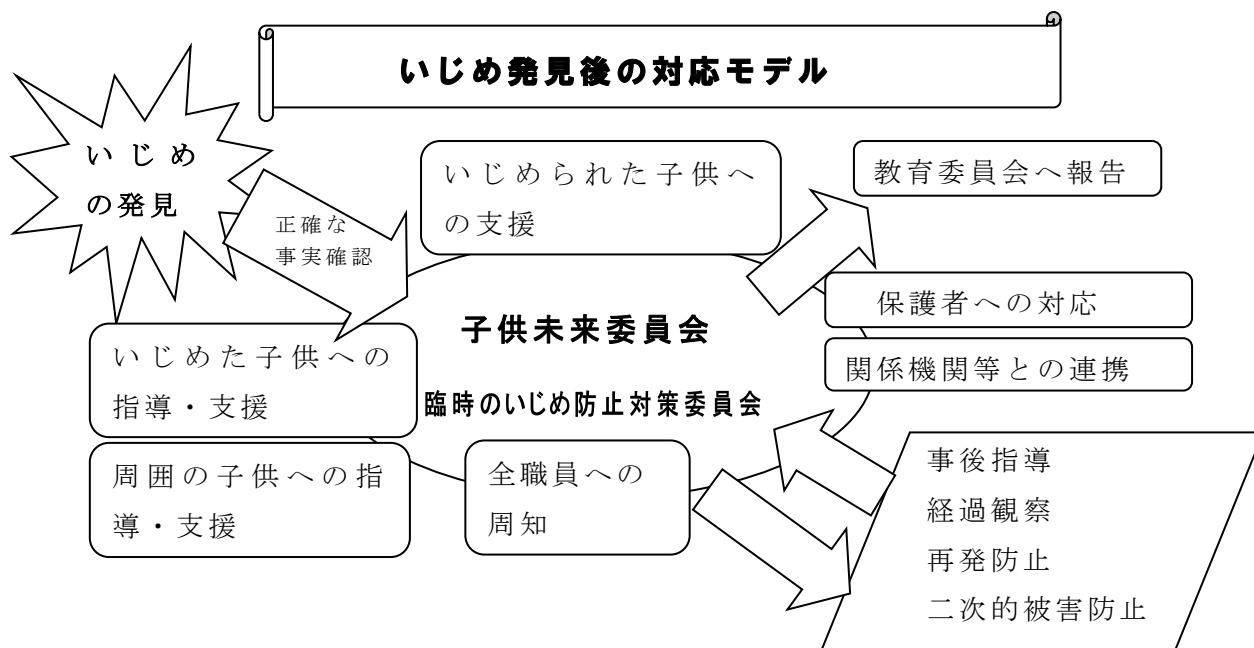 いじめ発見後の対応モデル
いじめ
の発見
正確な
事実確認
いじめられた子供へ
の支援
教育委員会へ報告
保護者への対応
関係機関等との連携
子供未来委員会
臨時のいじめ防止対策委員会
いじめた子供への
指導・支援
周囲の子供への指
導・支援
全職員への
周知
事後指導
経過観察
再発防止
二次的被害防止